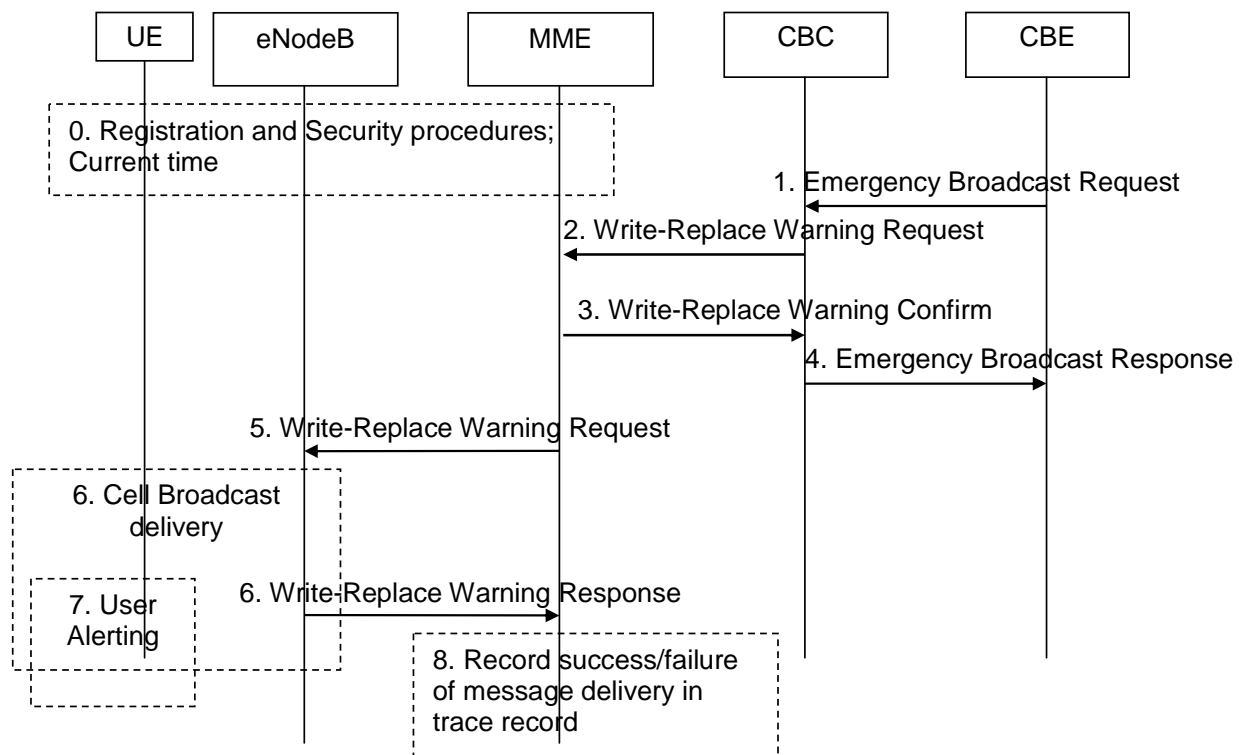 UE
eNodeB
MME
CBC
CBE
0. Registration and Security procedures;
Current time
1. Emergency Broadcast Request
2. Write-Replace Warning Request
3. Write-Replace Warning Confirm
4. Emergency Broadcast Response
5. Write-Replace Warning Request
6. Cell Broadcast
delivery
6. Write-Replace Warning Response
7. User
Alerting
8. Record success/failure
of message delivery in
trace record